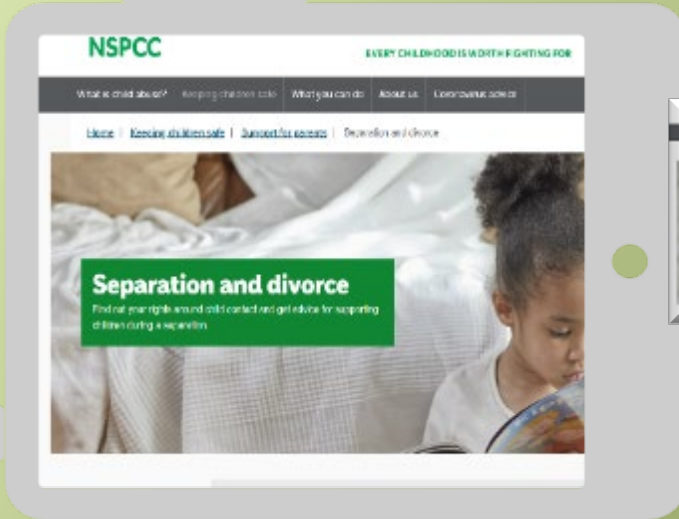 NSPCC
EVERY CHILDHOOD IS WORTH FIGHTING FOR
What is child abuse? Keeping children safe What you can do About us Coronavirus advice
Home | Keeping children safe | Support for parents | Separation and divorce
Separation and divorce
Find out your rights around child contact and get advice for supporting
children during a separation.